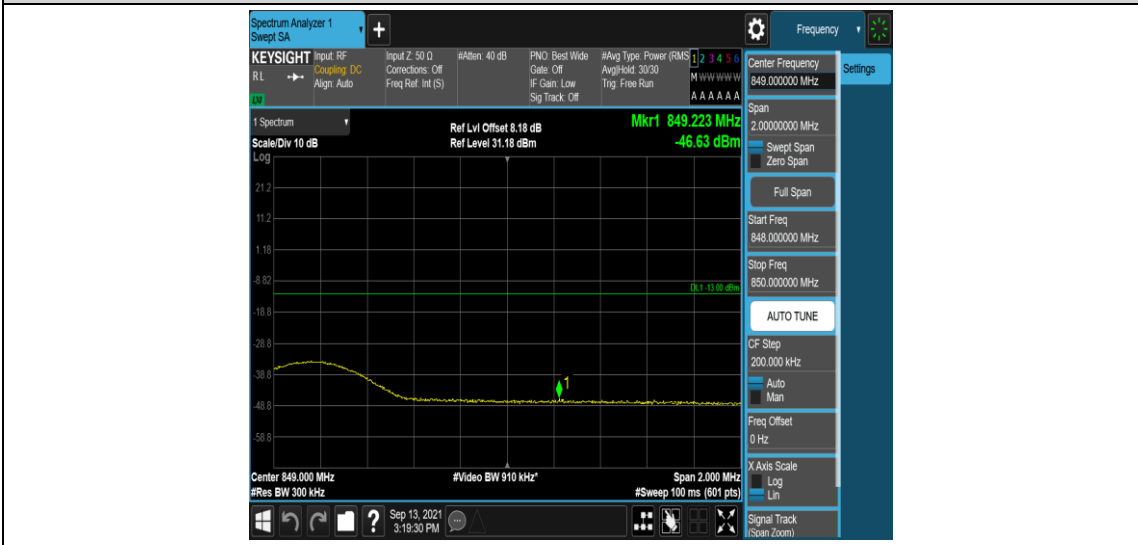 Spectrum Analyzer 1
Swept SA
+
Frequency
KEYSIGHT
RL
LXI
Input: RF
Coupling: DC
Align: Auto
Input Z: 50 Ω
Corrections: Off
Freq Ref: Int (S)
#Atten: 40 dB
PNO: Best Wide
Gate: Off
IF Gain: Low
Sig Track: Off
#Avg Type: Power (RMS
Avg|Hold: 30/30
Trig: Free Run
1 2 3 4 5 6
M W W W W W
A A A A A A
1 Spectrum
Scale/Div 10 dB
Log
Ref Lvl Offset 8.18 dB
Ref Level 31.18 dBm
Mkr1 849.223 MHz
-46.63 dBm
21.2
11.2
1.18
-8.82
DL1 -13.00 dBm
-18.8
-28.8
-38.8
1
-48.8
-58.8
Center 849.000 MHz
#Res BW 300 kHz
#Video BW 910 kHz*
Span 2.000 MHz
#Sweep 100 ms (601 pts)
Center Frequency
849.000000 MHz
Settings
Span
2.00000000 MHz
Swept Span
Zero Span
Full Span
Start Freq
848.000000 MHz
Stop Freq
850.000000 MHz
AUTO TUNE
CF Step
200.000 kHz
Auto
Man
Freq Offset
0 Hz
X Axis Scale
Log
Lin
Signal Track
(Span Zoom)
?
Sep 13, 2021
3:19:30 PM